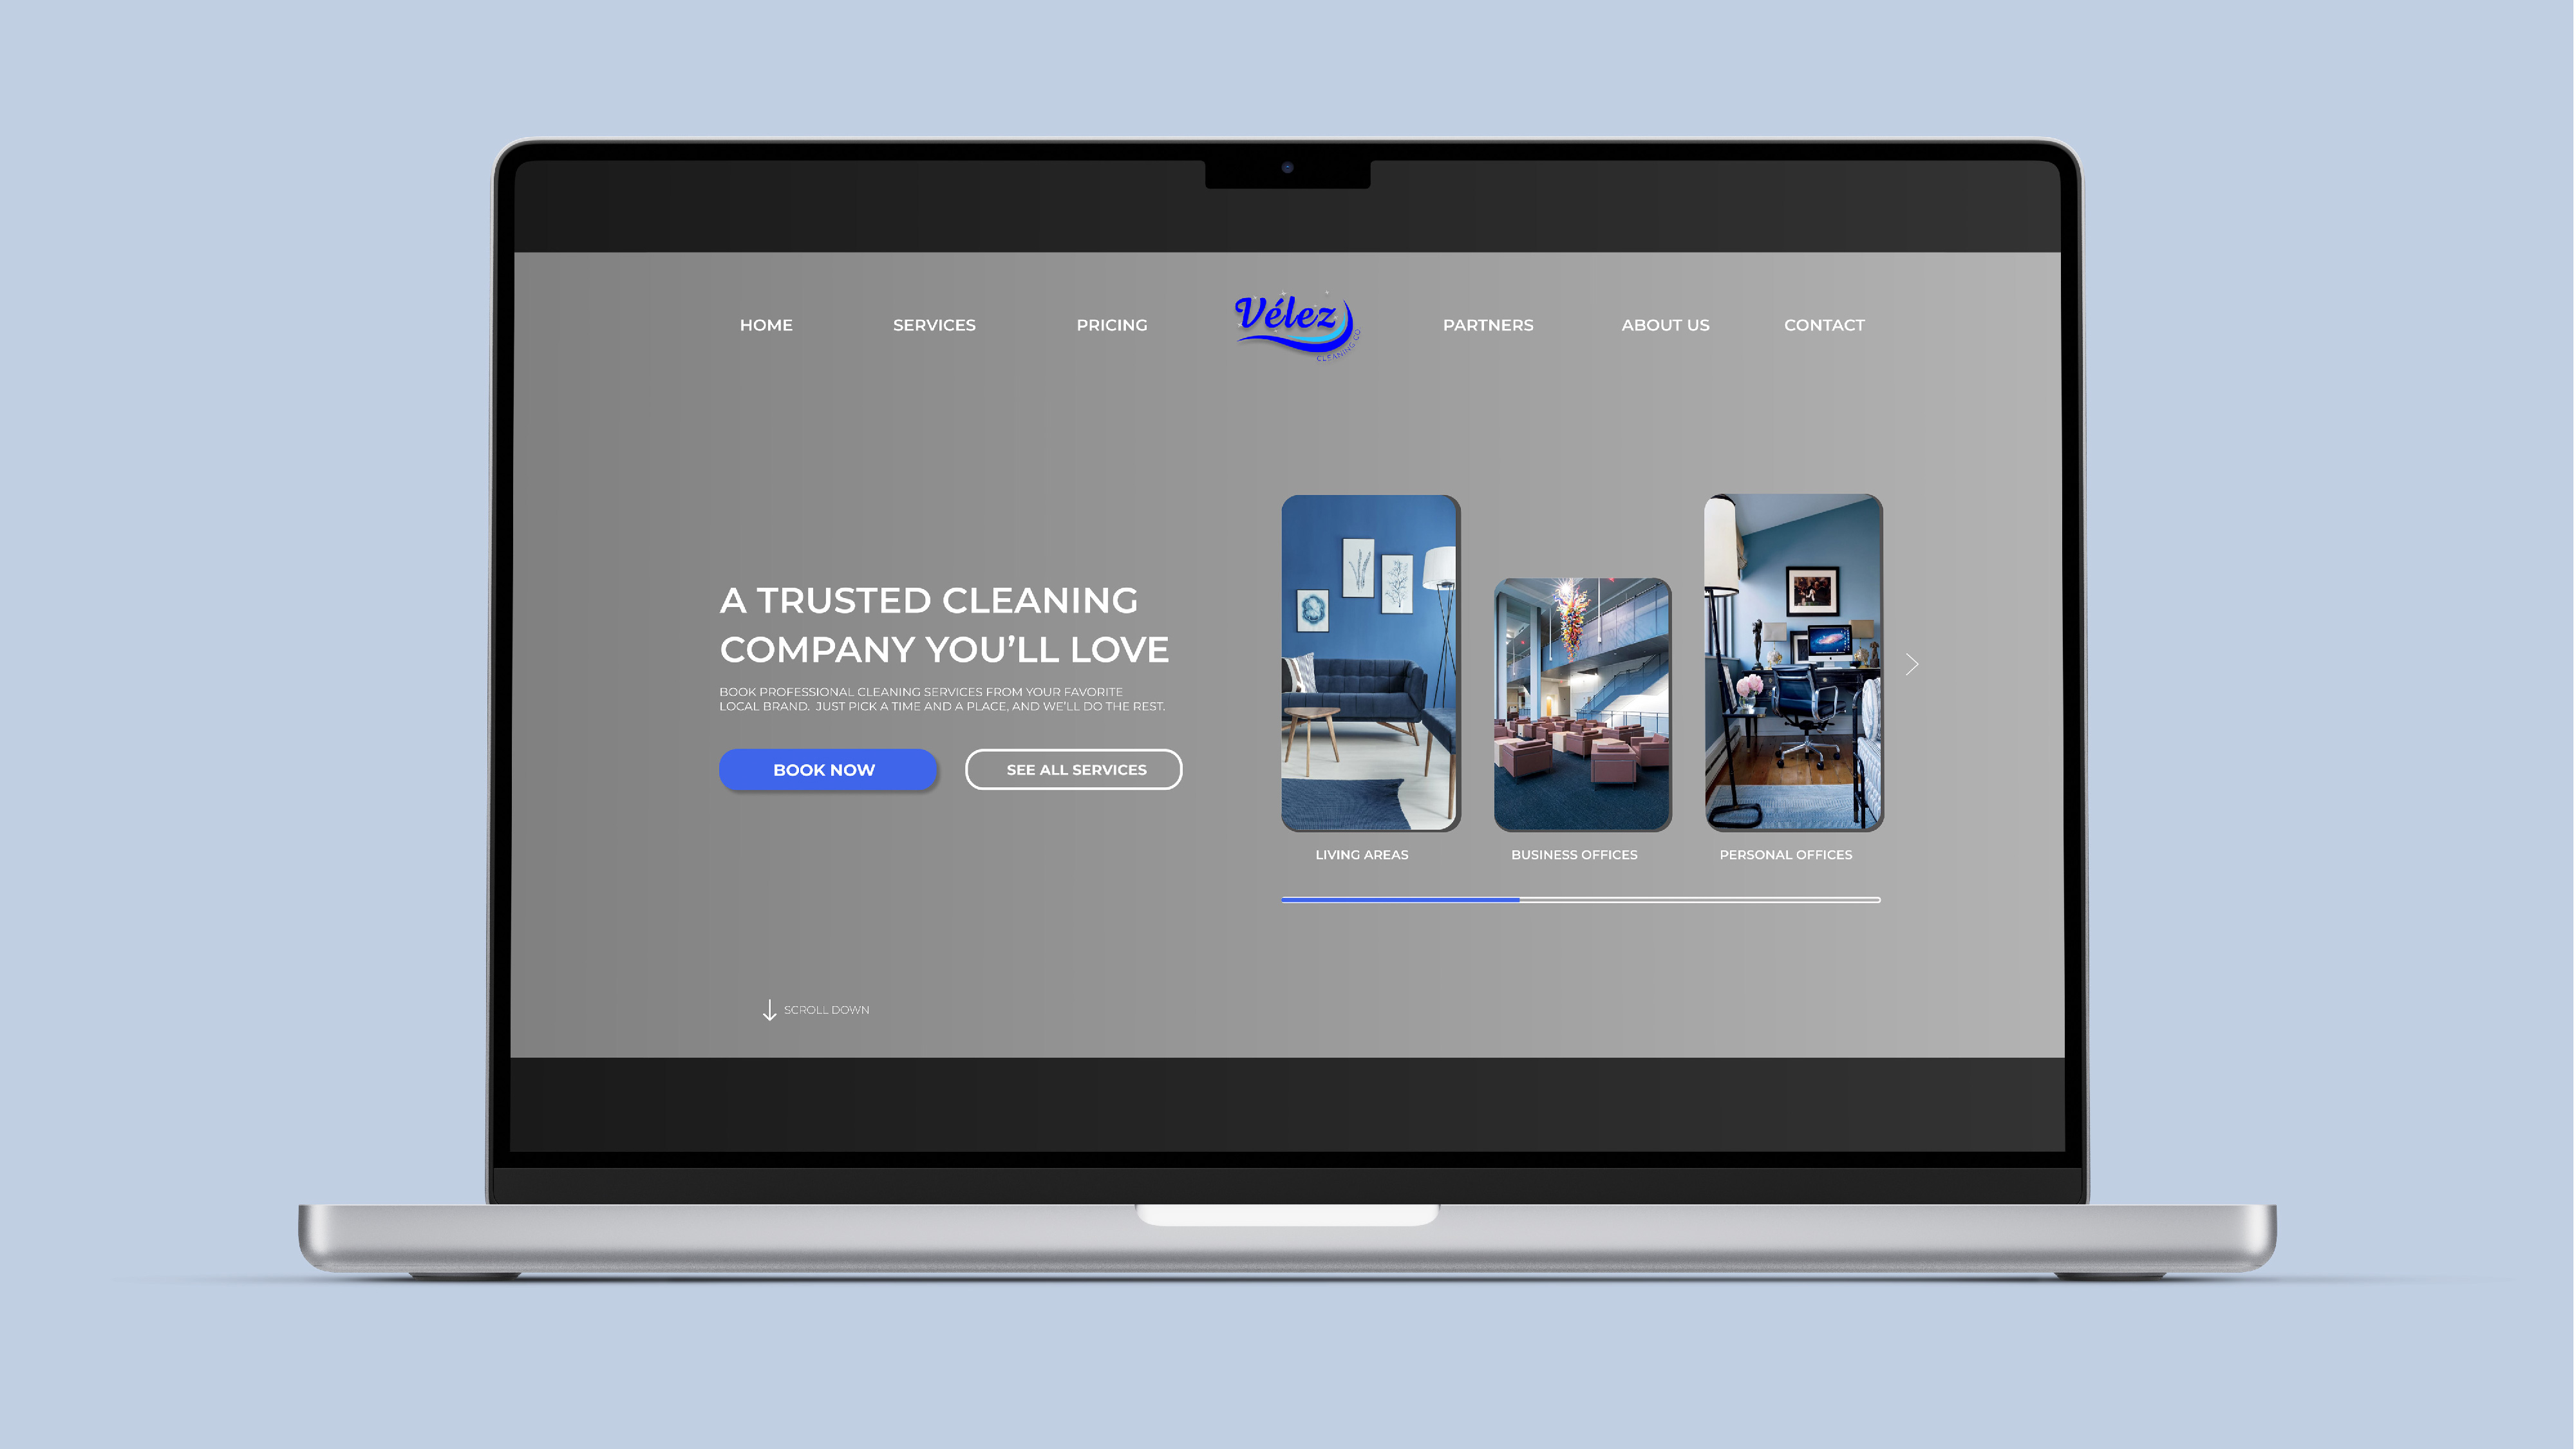 HOME
SERVICES
PRICING
Vélez
CLEANING CO
PARTNERS
ABOUT US
CONTACT
A TRUSTED CLEANING
COMPANY YOU'LL LOVE
BOOK PROFESSIONAL CLEANING SERVICES FROM YOUR FAVORITE
LOCAL BRAND.  JUST PICK A TIME AND A PLACE, AND WE'LL DO THE REST.
BOOK NOW
SEE ALL SERVICES
LIVING AREAS
BUSINESS OFFICES
PERSONAL OFFICES
SCROLL DOWN